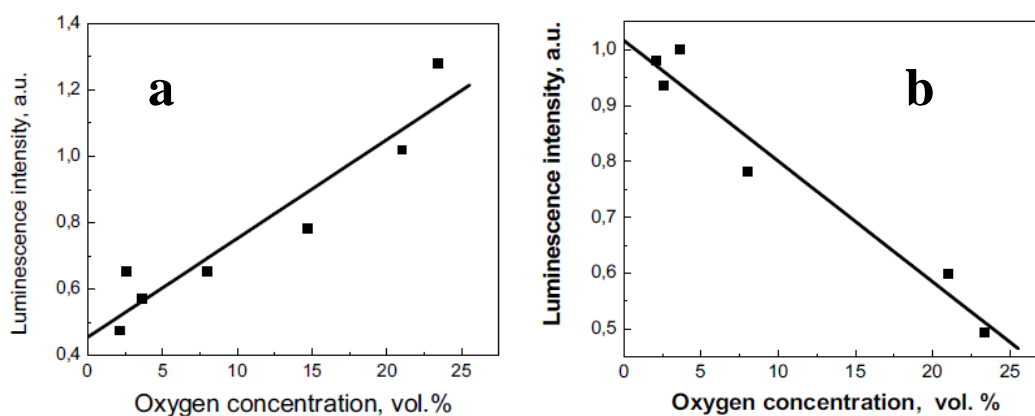 Luminescence intensity, a.u.
1,4
1,2
1,0
0,8
0,6
0,4
a
0 5 10 15 20 25
Oxygen concentration, vol.%
Luminescence intensity, a.u.
1,0
0,9
0,8
0,7
0,6
0,5
b
0 5 10 15 20 25
Oxygen concentration, vol.%